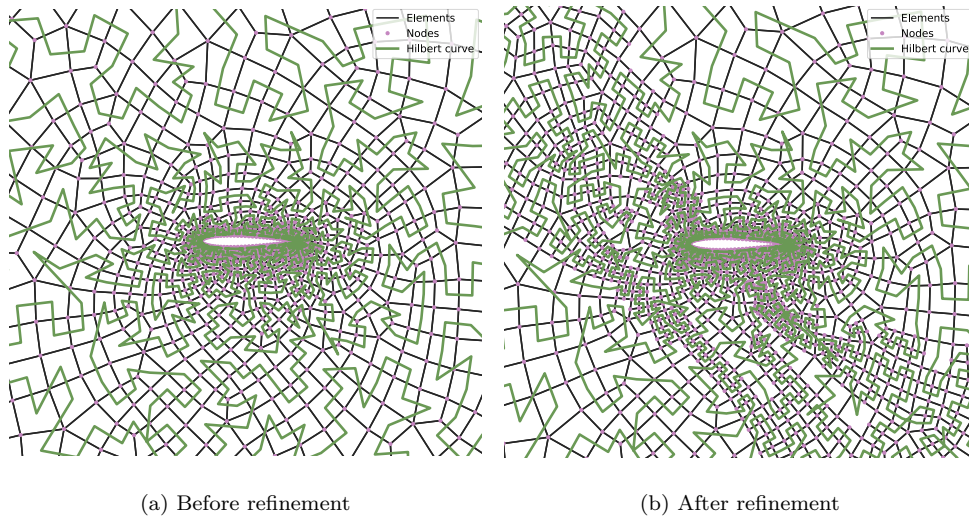 Elements
Nodes
Hilbert curve
Elements
Nodes
Hilbert curve
(a) Before refinement
(b) After refinement